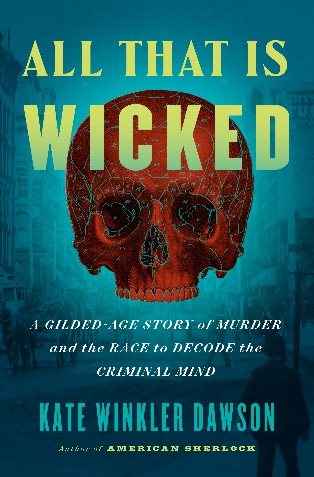 ALL THAT IS
WICKED
A GILDED-AGE STORY of MURDER
and the RACE to DECODE the
CRIMINAL MIND
KATE WINKLER DAWSON
Author of AMERICAN SHERLOCK